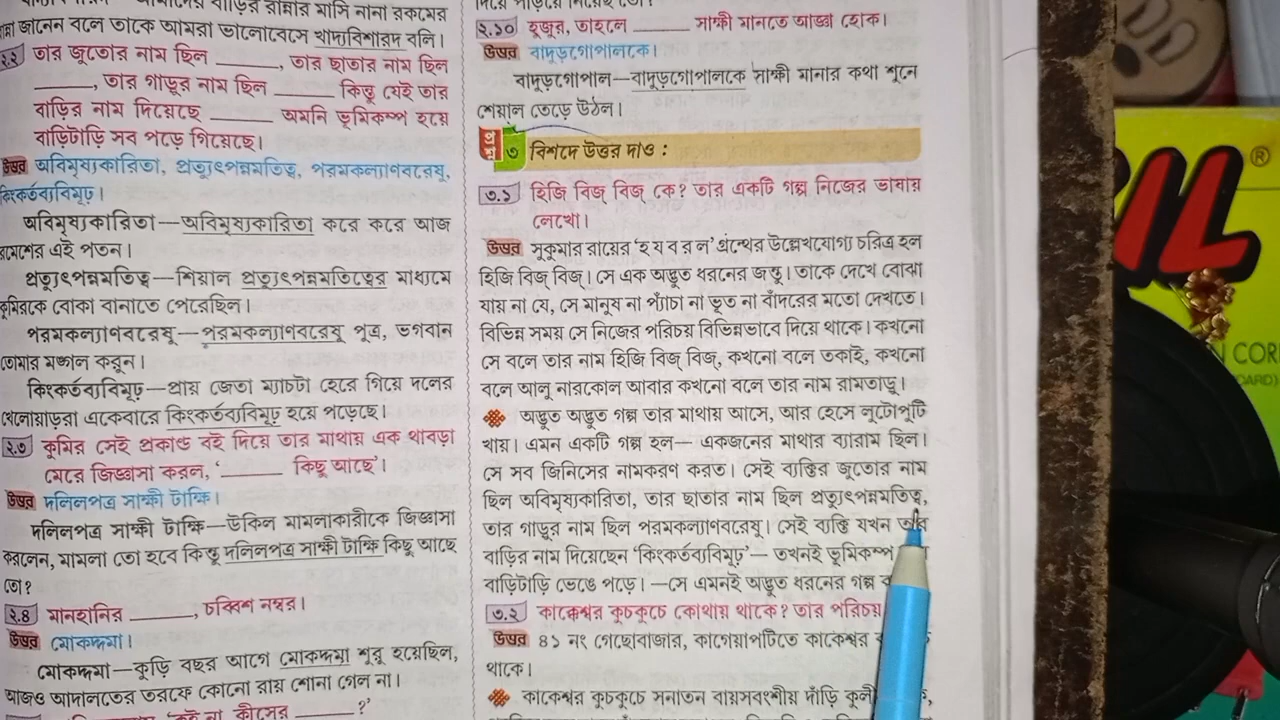 বাড়ির রান্নার মাসি নানা রকমের
রান্না জানেন বলে তাকে আমরা ভালোবেসে খাদ্যবিশারদ বলি।
২.২ তার জুতোর নাম ছিল ______, তার ছাতার নাম ছিল
______, তার গাড়ুর নাম ছিল ______ কিন্তু যেই তার
বাড়ির নাম দিয়েছে ______ অমনি ভূমিকম্প হয়ে
বাড়িটাড়ি সব পড়ে গিয়েছে।
উত্তর অবিমৃষ্যকারিতা, প্রত্যুৎপন্নমতিত্ব, পরমকল্যাণবরেষু,
কিংকর্তব্যবিমূঢ়।
অবিমৃষ্যকারিতা—অবিমৃষ্যকারিতা করে করে আজ
রমেশের এই পতন।
প্রত্যুৎপন্নমতিত্ব—শিয়াল প্রত্যুৎপন্নমতিত্বের মাধ্যমে
কুমিরকে বোকা বানাতে পেরেছিল।
পরমকল্যাণবরেষু—পরমকল্যাণবরেষু পুত্র, ভগবান
তোমার মঙ্গল করুন।
কিংকর্তব্যবিমূঢ়—প্রায় জেতা ম্যাচটা হেরে গিয়ে দলের
খেলোয়াড়রা একেবারে কিংকর্তব্যবিমূঢ় হয়ে পড়েছে।
২.৩ কুমির সেই প্রকাণ্ড বই দিয়ে তার মাথায় এক থাবড়া
মেরে জিজ্ঞাসা করল, ‘______ কিছু আছে’।
উত্তর দলিলপত্র সাক্ষী টাক্ষি।
দলিলপত্র সাক্ষী টাক্ষি—উকিল মামলাকারীকে জিজ্ঞাসা
করলেন, মামলা তো হবে কিন্তু দলিলপত্র সাক্ষী টাক্ষি কিছু আছে
তো?
২.৪ মানহানির ______, চব্বিশ নম্বর।
উত্তর মোকদ্দমা।
মোকদ্দমা—কুড়ি বছর আগে মোকদ্দমা শুরু হয়েছিল,
আজও আদালতের তরফে কোনো রায় শোনা গেল না।
কীসের ______?’
২.১০ হুজুর, তাহলে ______ সাক্ষী মানতে আজ্ঞা হোক।
উত্তর বাদুড়গোপালকে।
বাদুড়গোপাল—বাদুড়গোপালকে সাক্ষী মানার কথা শুনে
শেয়াল তেড়ে উঠল।
প্রশ্ন ৩ বিশদে উত্তর দাও :
৩.১ হিজি বিজ্ বিজ্ কে? তার একটি গল্প নিজের ভাষায়
লেখো।
উত্তর সুকুমার রায়ের ‘হ য ব র ল’ গ্রন্থের উল্লেখযোগ্য চরিত্র হল
হিজি বিজ্ বিজ্। সে এক অদ্ভুত ধরনের জন্তু। তাকে দেখে বোঝা
যায় না যে, সে মানুষ না প্যাঁচা না ভূত না বাঁদরের মতো দেখতে।
বিভিন্ন সময় সে নিজের পরিচয় বিভিন্নভাবে দিয়ে থাকে। কখনো
সে বলে তার নাম হিজি বিজ্ বিজ্, কখনো বলে তকাই, কখনো
বলে আলু নারকোল আবার কখনো বলে তার নাম রামতাড়ু।
অদ্ভুত অদ্ভুত গল্প তার মাথায় আসে, আর হেসে লুটোপুটি
খায়। এমন একটি গল্প হল— একজনের মাথার ব্যারাম ছিল।
সে সব জিনিসের নামকরণ করত। সেই ব্যক্তির জুতোর নাম
ছিল অবিমৃষ্যকারিতা, তার ছাতার নাম ছিল প্রত্যুৎপন্নমতিত্ব,
তার গাড়ুর নাম ছিল পরমকল্যাণবরেষু। সেই ব্যক্তি যখন তার
বাড়ির নাম দিয়েছেন ‘কিংকর্তব্যবিমূঢ়’— তখনই ভূমিকম্প
বাড়িটাড়ি ভেঙে পড়ে। —সে এমনই অদ্ভুত ধরনের গল্প
৩.২ কাকেশ্বর কুচকুচে কোথায় থাকে? তার পরিচয়
উত্তর ৪১ নং গেছোবাজার, কাগেয়াপটিতে কাকেশ্বর
থাকে।
কাকেশ্বর কুচকুচে সনাতন বায়সবংশীয় দাঁড়ি কুলী
®